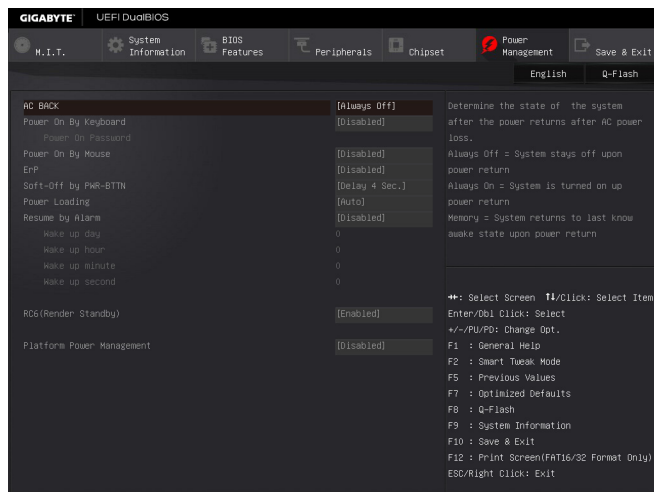 GIGABYTE™ UEFI DualBIOS
M.I.T. System Information BIOS Features Peripherals Chipset Power Management Save & Exit
English Q-Flash
AC BACK [Always Off]
Power On By Keyboard [Disabled]
Power On Password
Power On By Mouse [Disabled]
ErP [Disabled]
Soft-Off by PWR-BTTN [Delay 4 Sec.]
Power Loading [Auto]
Resume by Alarm [Disabled]
Wake up day 0
Wake up hour 0
Wake up minute 0
Wake up second 0
RC6(Render Standby) [Enabled]
Platform Power Management [Disabled]
Determine the state of the system
after the power returns after AC power
loss.
Always Off = System stays off upon
power return
Always On = System is turned on up
power return
Memory = System returns to last know
awake state upon power return
→←: Select Screen ↑↓/Click: Select Item
Enter/Dbl Click: Select
+/-/PU/PD: Change Opt.
F1 : General Help
F2 : Smart Tweak Mode
F5 : Previous Values
F7 : Optimized Defaults
F8 : Q-Flash
F9 : System Information
F10 : Save & Exit
F12 : Print Screen(FAT16/32 Format Only)
ESC/Right Click: Exit